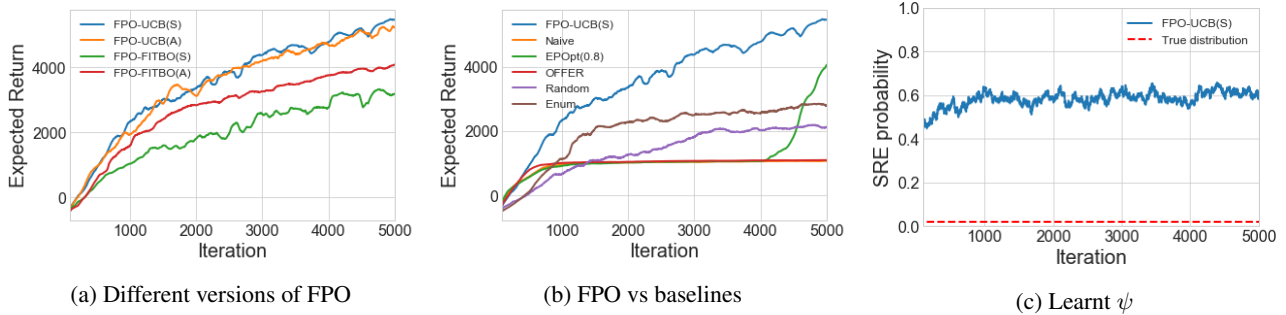 FPO-UCB(S)
FPO-UCB(A)
FPO-FITBO(S)
FPO-FITBO(A)
Expected Return
4000
2000
0
1000 2000 3000 4000 5000
Iteration
(a) Different versions of FPO
FPO-UCB(S)
Naive
EPOpt(0.8)
OFFER
Random
Enum
Expected Return
4000
2000
0
1000 2000 3000 4000 5000
Iteration
(b) FPO vs baselines
FPO-UCB(S)
True distribution
SRE probability
1.0
0.8
0.6
0.4
0.2
0.0
1000 2000 3000 4000 5000
Iteration
(c) Learnt ψ